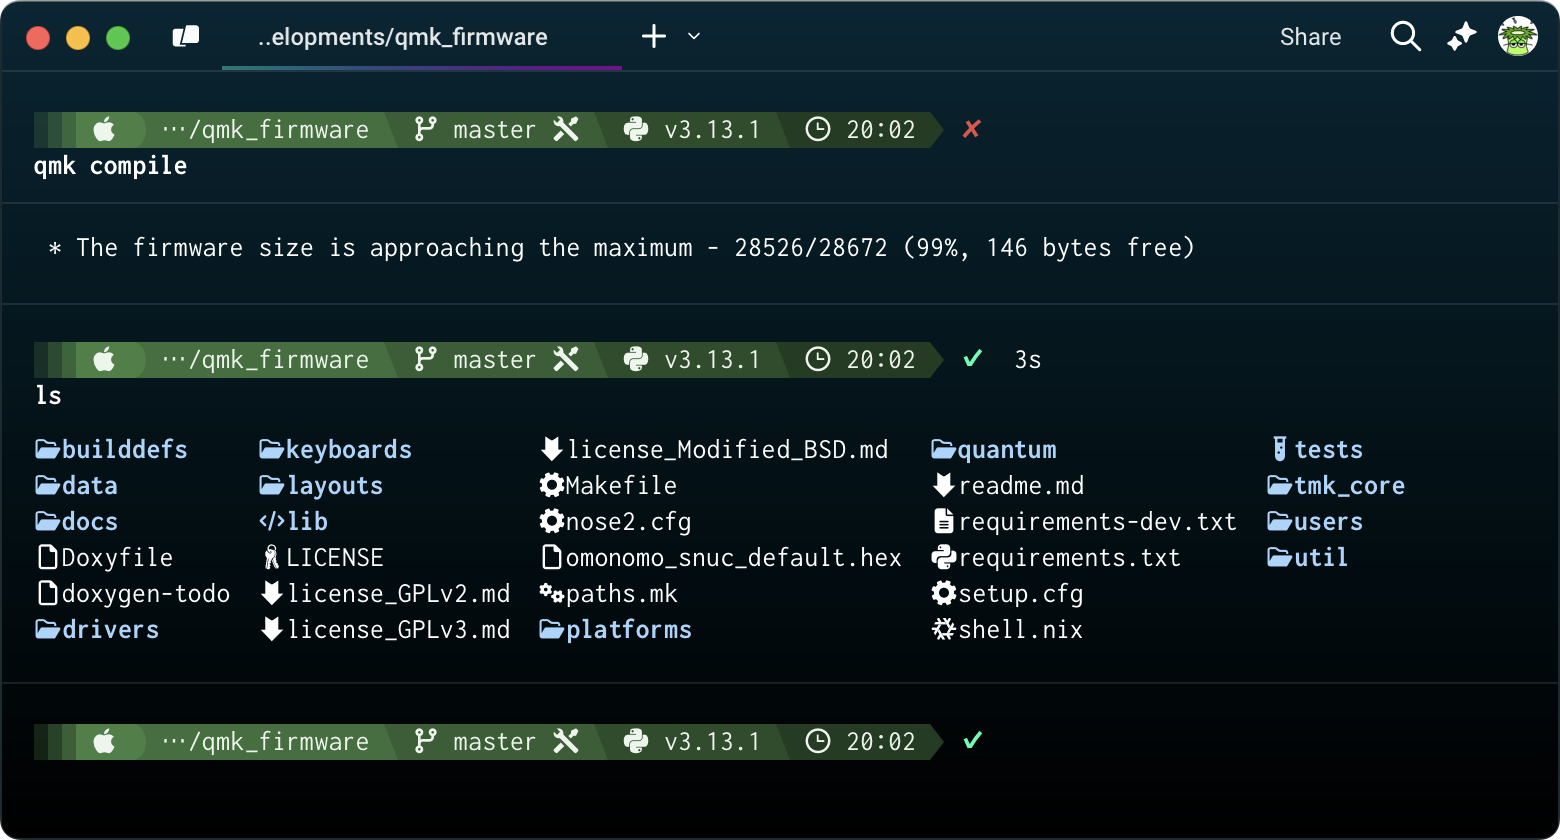 ..elopments/qmk_firmware
Share
···/qmk_firmware master v3.13.1 20:02 ✘
qmk compile
* The firmware size is approaching the maximum - 28526/28672 (99%, 146 bytes free)
···/qmk_firmware master v3.13.1 20:02 ✔ 3s
ls
builddefs keyboards license_Modified_BSD.md quantum tests
data layouts Makefile readme.md tmk_core
docs lib nose2.cfg requirements-dev.txt users
Doxyfile LICENSE omonomo_snuc_default.hex requirements.txt util
doxygen-todo license_GPLv2.md paths.mk setup.cfg
drivers license_GPLv3.md platforms shell.nix
···/qmk_firmware master v3.13.1 20:02 ✔